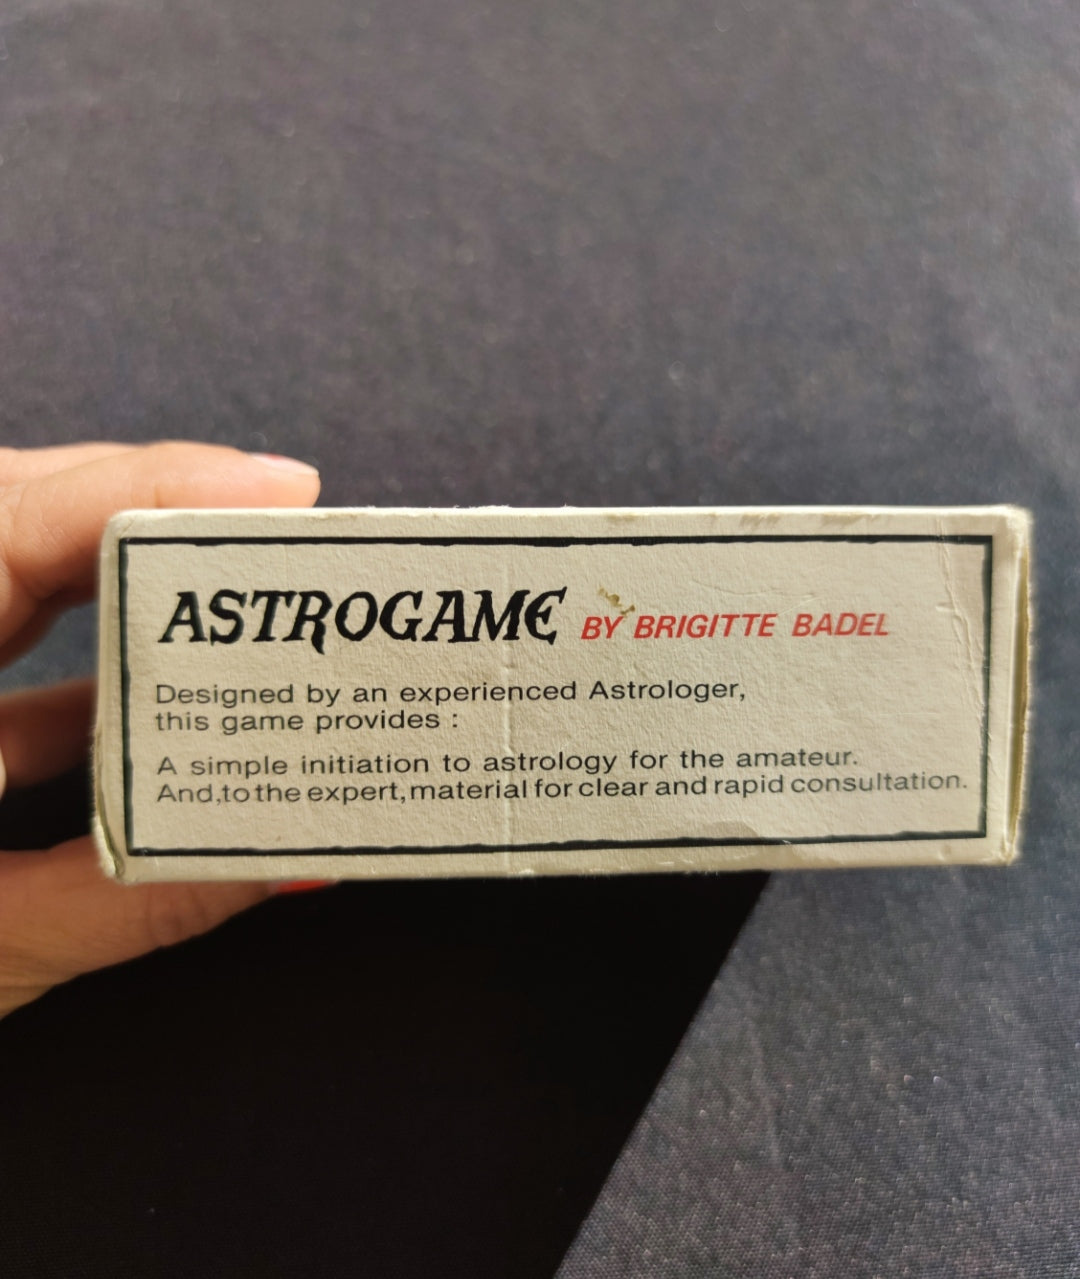 ASTROGAME BY BRIGITTE BADEL
Designed by an experienced Astrologer,
this game provides :
A simple initiation to astrology for the amateur.
And,to the expert, material for clear and rapid consultation.